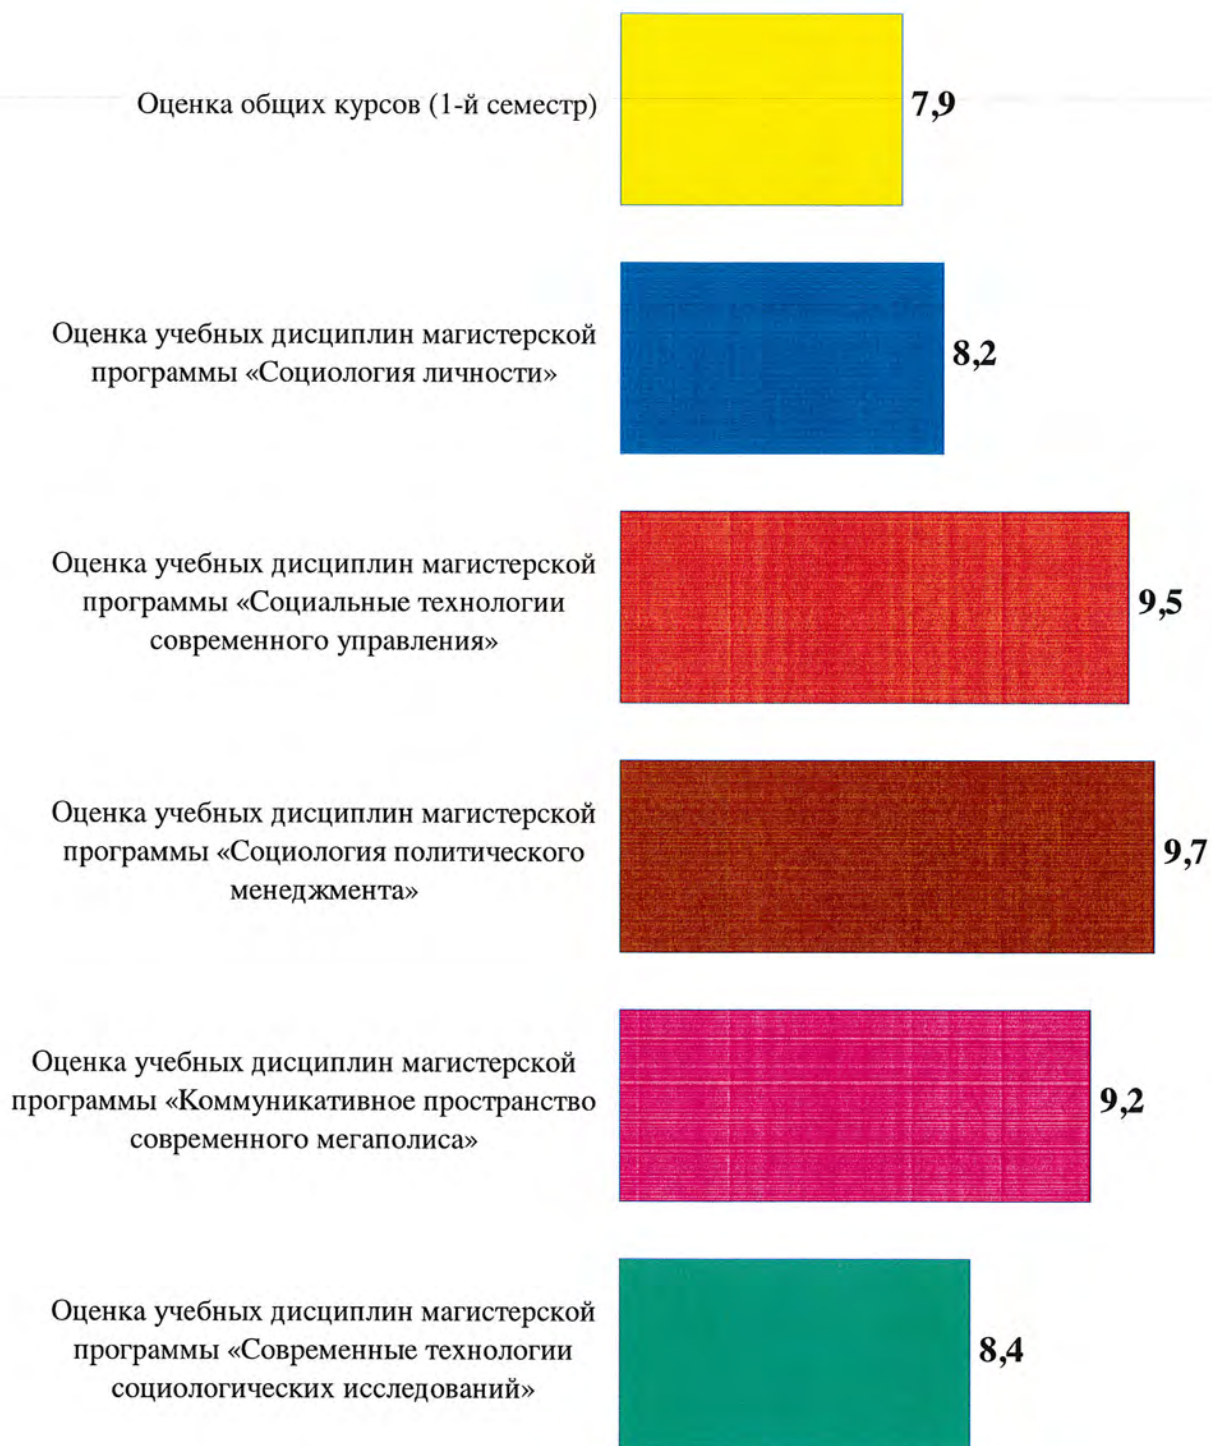 Оценка общих курсов (1-й семестр)
7,9
Оценка учебных дисциплин магистерской
программы «Социология личности»
8,2
Оценка учебных дисциплин магистерской
программы «Социальные технологии
современного управления»
9,5
Оценка учебных дисциплин магистерской
программы «Социология политического
менеджмента»
9,7
Оценка учебных дисциплин магистерской
программы «Коммуникативное пространство
современного мегаполиса»
9,2
Оценка учебных дисциплин магистерской
программы «Современные технологии
социологических исследований»
8,4